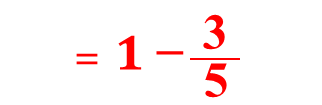 = 1 − 3/5